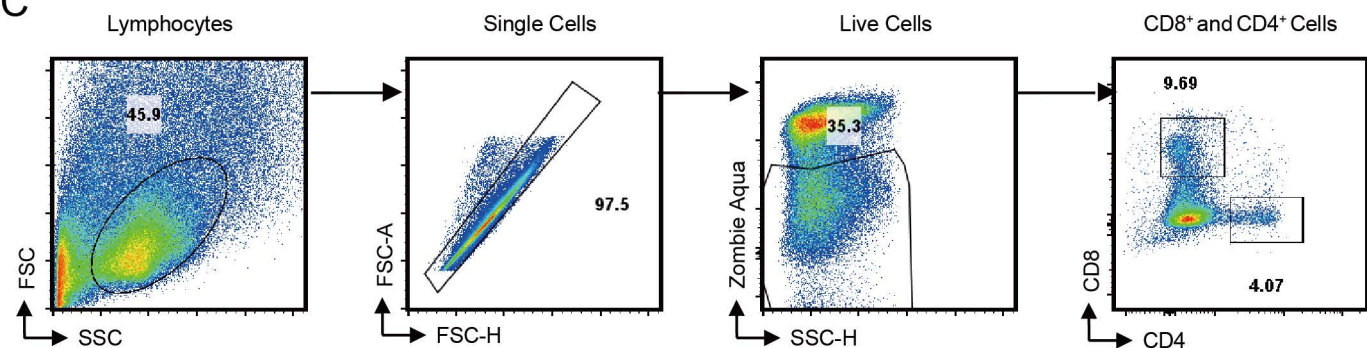 C
Lymphocytes
Single Cells
Live Cells
CD8⁺ and CD4⁺ Cells
45.9
97.5
35.3
9.69
4.07
FSC
SSC
FSC-A
FSC-H
Zombie Aqua
SSC-H
CD8
CD4